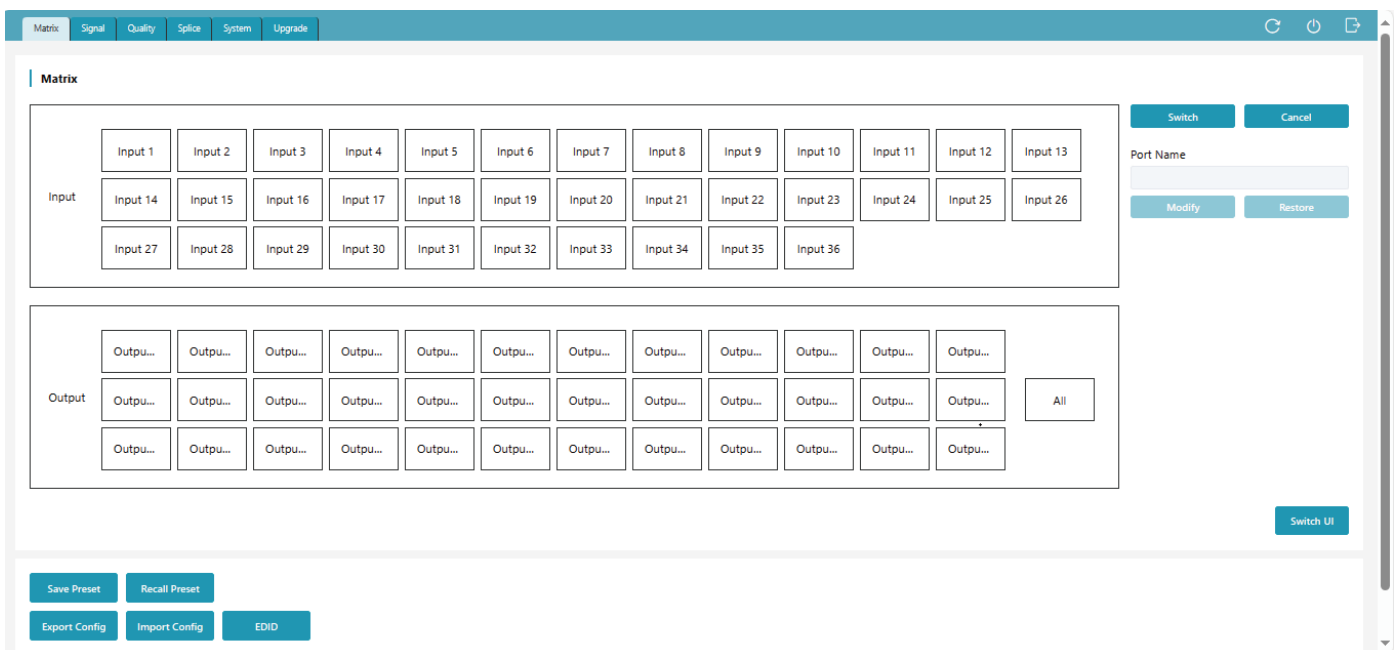 Matrix Signal Quality Splice System Upgrade
Matrix
Switch Cancel
Input 1 Input 2 Input 3 Input 4 Input 5 Input 6 Input 7 Input 8 Input 9 Input 10 Input 11 Input 12 Input 13
Port Name
Input
Input 14 Input 15 Input 16 Input 17 Input 18 Input 19 Input 20 Input 21 Input 22 Input 23 Input 24 Input 25 Input 26
Modify Restore
Input 27 Input 28 Input 29 Input 30 Input 31 Input 32 Input 33 Input 34 Input 35 Input 36
Outpu... Outpu... Outpu... Outpu... Outpu... Outpu... Outpu... Outpu... Outpu... Outpu... Outpu... Outpu...
Output Outpu... Outpu... Outpu... Outpu... Outpu... Outpu... Outpu... Outpu... Outpu... Outpu... Outpu... Outpu... All
Outpu... Outpu... Outpu... Outpu... Outpu... Outpu... Outpu... Outpu... Outpu... Outpu... Outpu... Outpu...
Switch UI
Save Preset Recall Preset
Export Config Import Config EDID